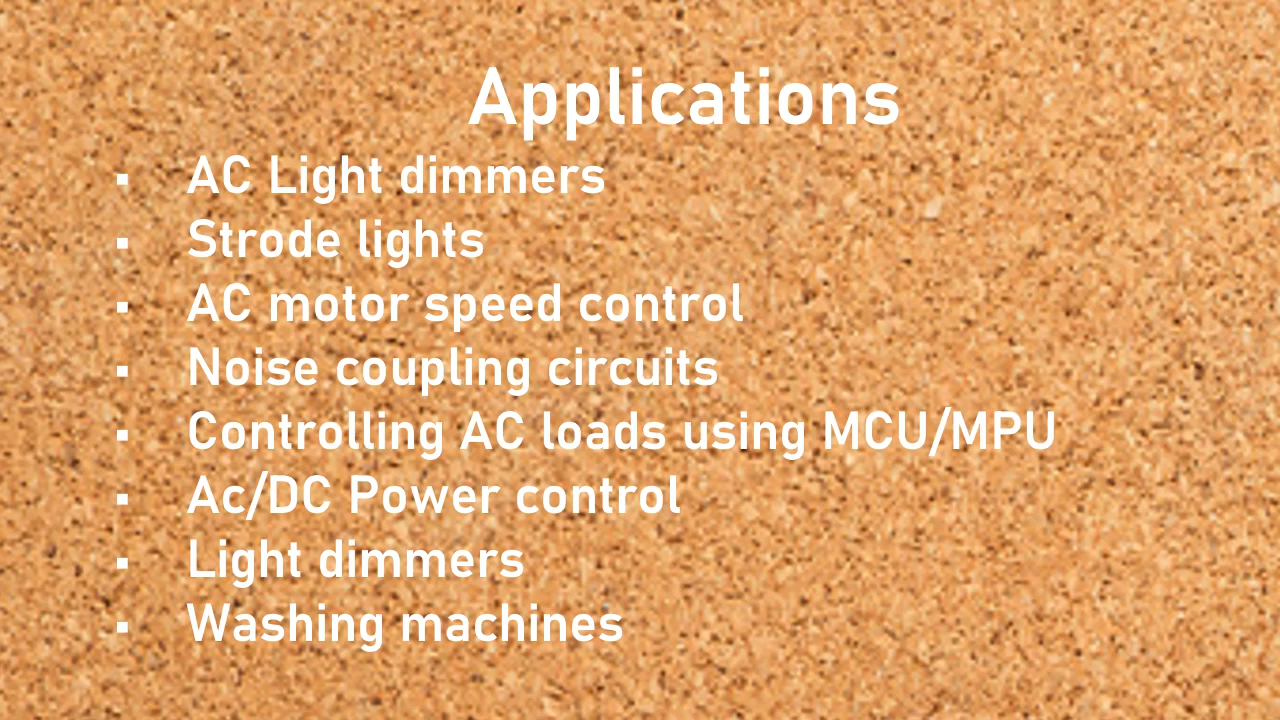 Applications
▪ AC Light dimmers
▪ Strode lights
▪ AC motor speed control
▪ Noise coupling circuits
▪ Controlling AC loads using MCU/MPU
▪ Ac/DC Power control
▪ Light dimmers
▪ Washing machines